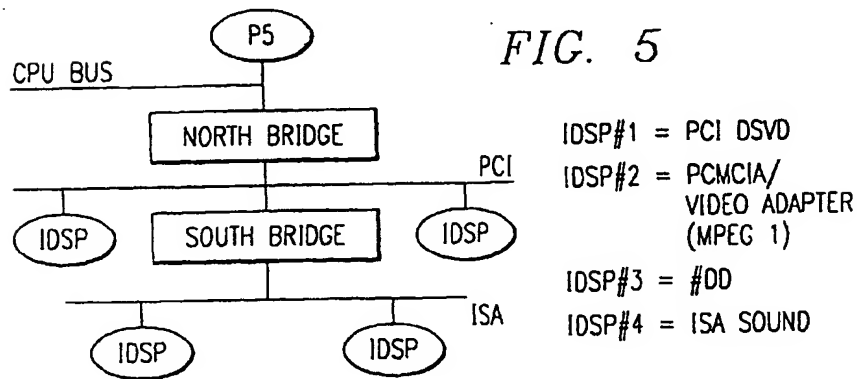 P5
FIG. 5
CPU BUS
NORTH BRIDGE
PCI
IDSP
SOUTH BRIDGE
IDSP
ISA
IDSP
IDSP
IDSP#1 = PCI DSVD
IDSP#2 = PCMCIA/
VIDEO ADAPTER
(MPEG 1)
IDSP#3 = #DD
IDSP#4 = ISA SOUND